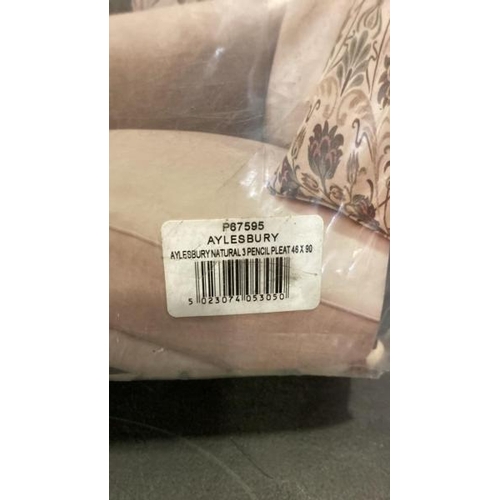 P67595
AYLESBURY
AYLESBURY NATURAL 3 PENCIL PLEAT 46 X 90
5 023074 053050